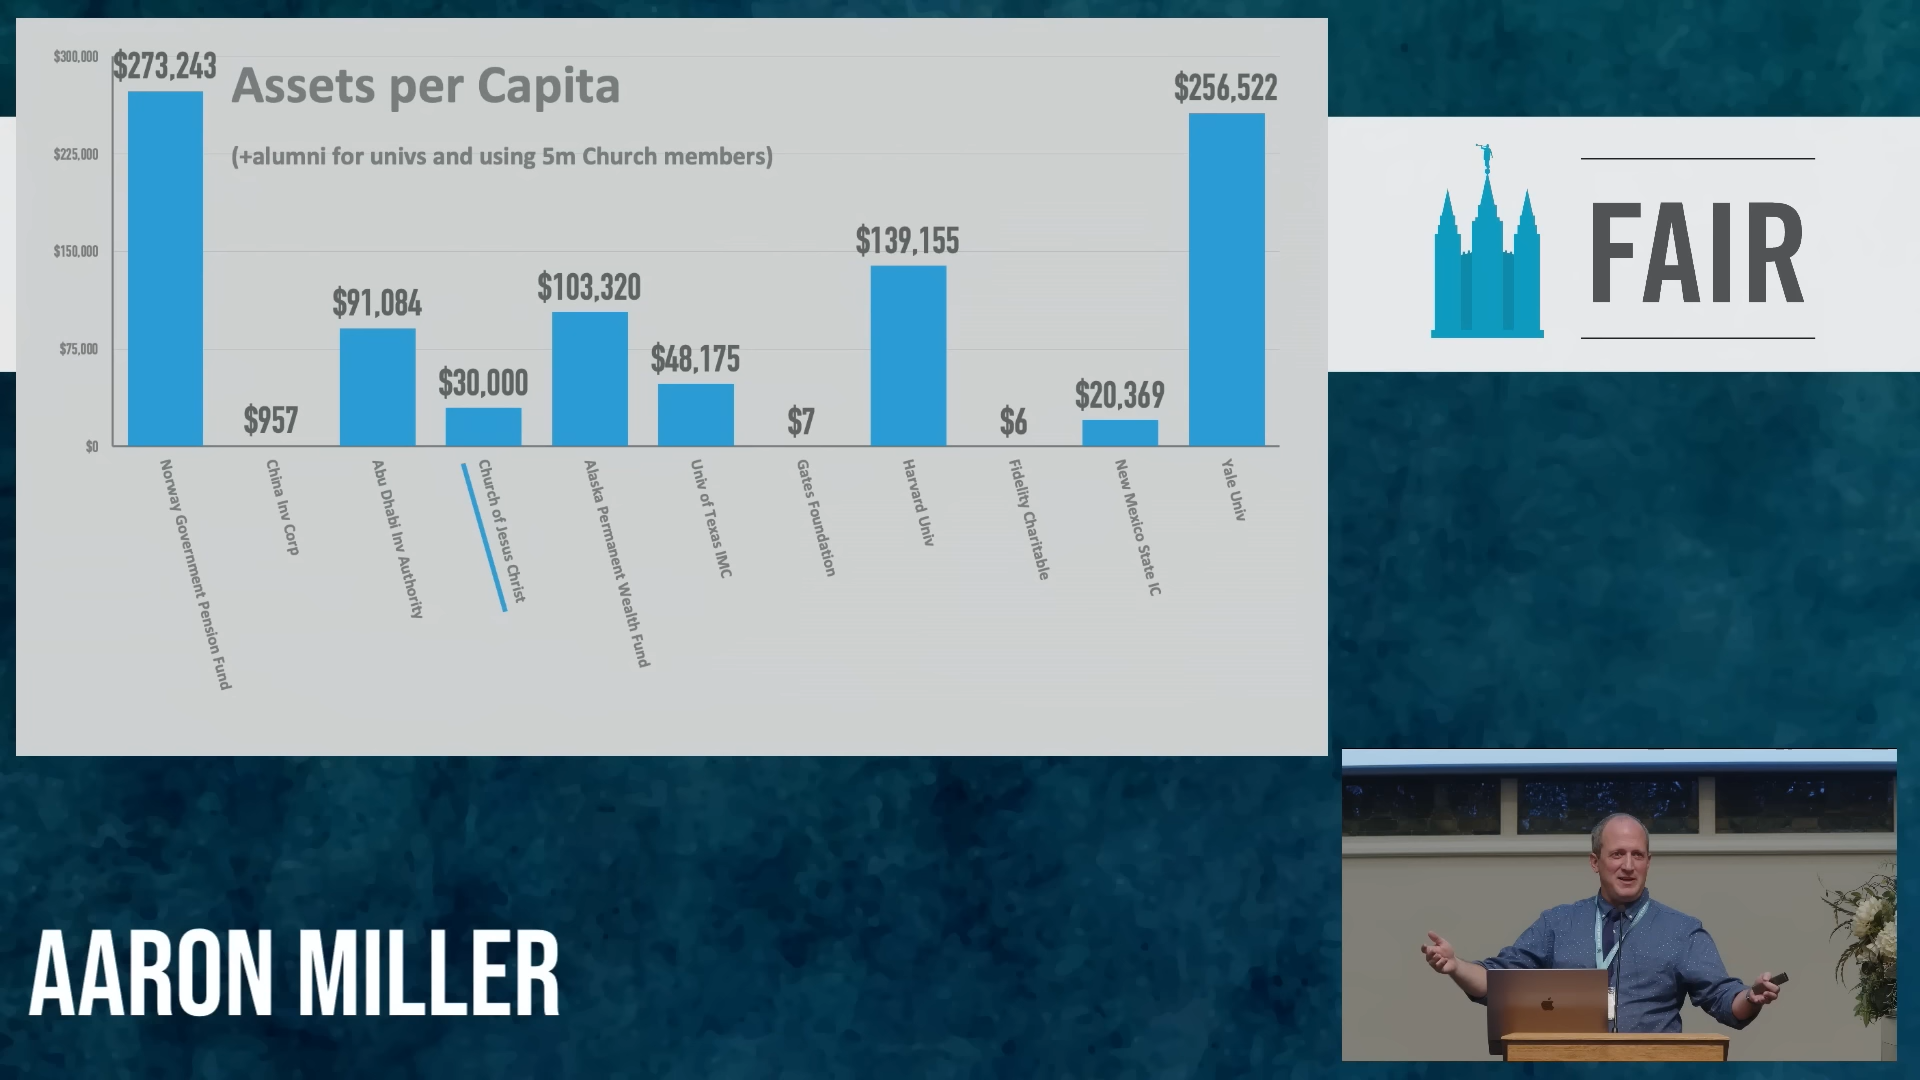 Assets per Capita
(+alumni for univs and using 5m Church members)
$300,000
$225,000
$150,000
$75,000
$0
$273,243
$957
$91,084
$30,000
$103,320
$48,175
$7
$139,155
$6
$20,369
$256,522
Norway Government Pension Fund
China Inv Corp
Abu Dhabi Inv Authority
Church of Jesus Christ
Alaska Permanent Wealth Fund
Univ of Texas IMC
Gates Foundation
Harvard Univ
Fidelity Charitable
New Mexico State IC
Yale Univ
FAIR
AARON MILLER